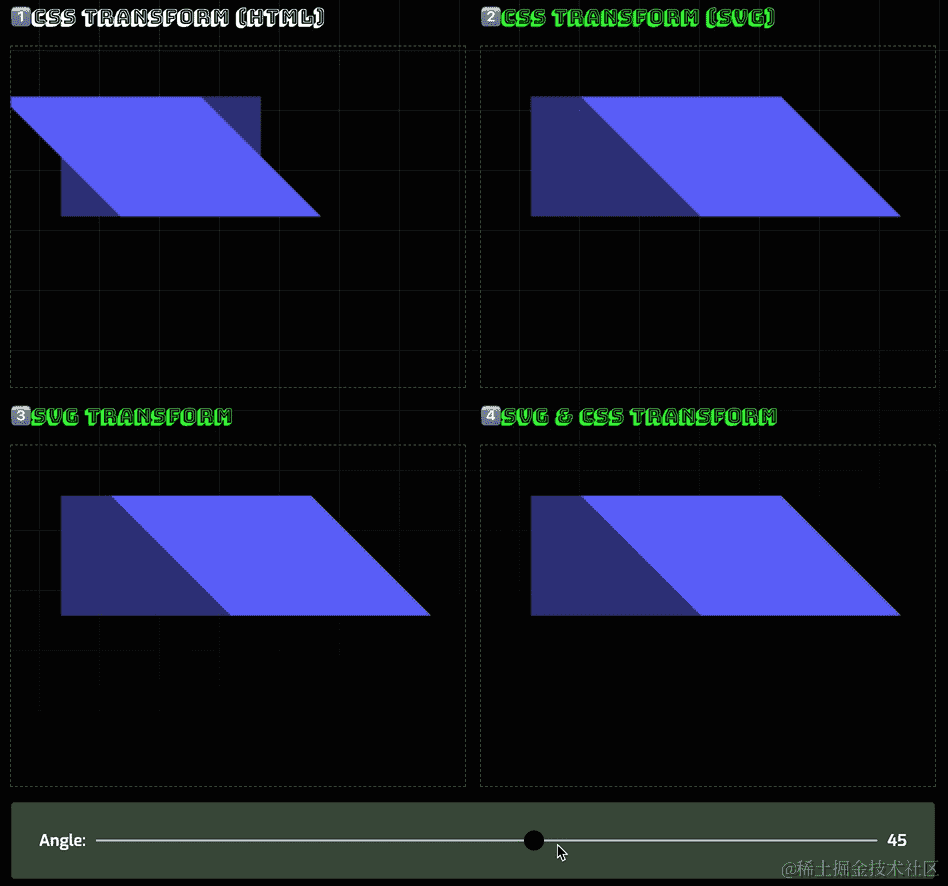 1 CSS TRANSFORM (HTML)
2 CSS TRANSFORM (SVG)
3 SVG TRANSFORM
4 SVG & CSS TRANSFORM
Angle: 45
@稀土掘金技术社区